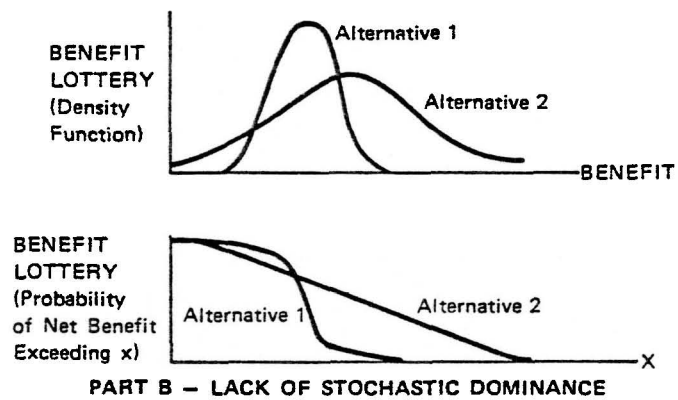 BENEFIT
LOTTERY
(Density
Function)
Alternative 1
Alternative 2
BENEFIT
BENEFIT
LOTTERY
(Probability
of Net Benefit
Exceeding x)
Alternative 1
Alternative 2
X
PART B – LACK OF STOCHASTIC DOMINANCE